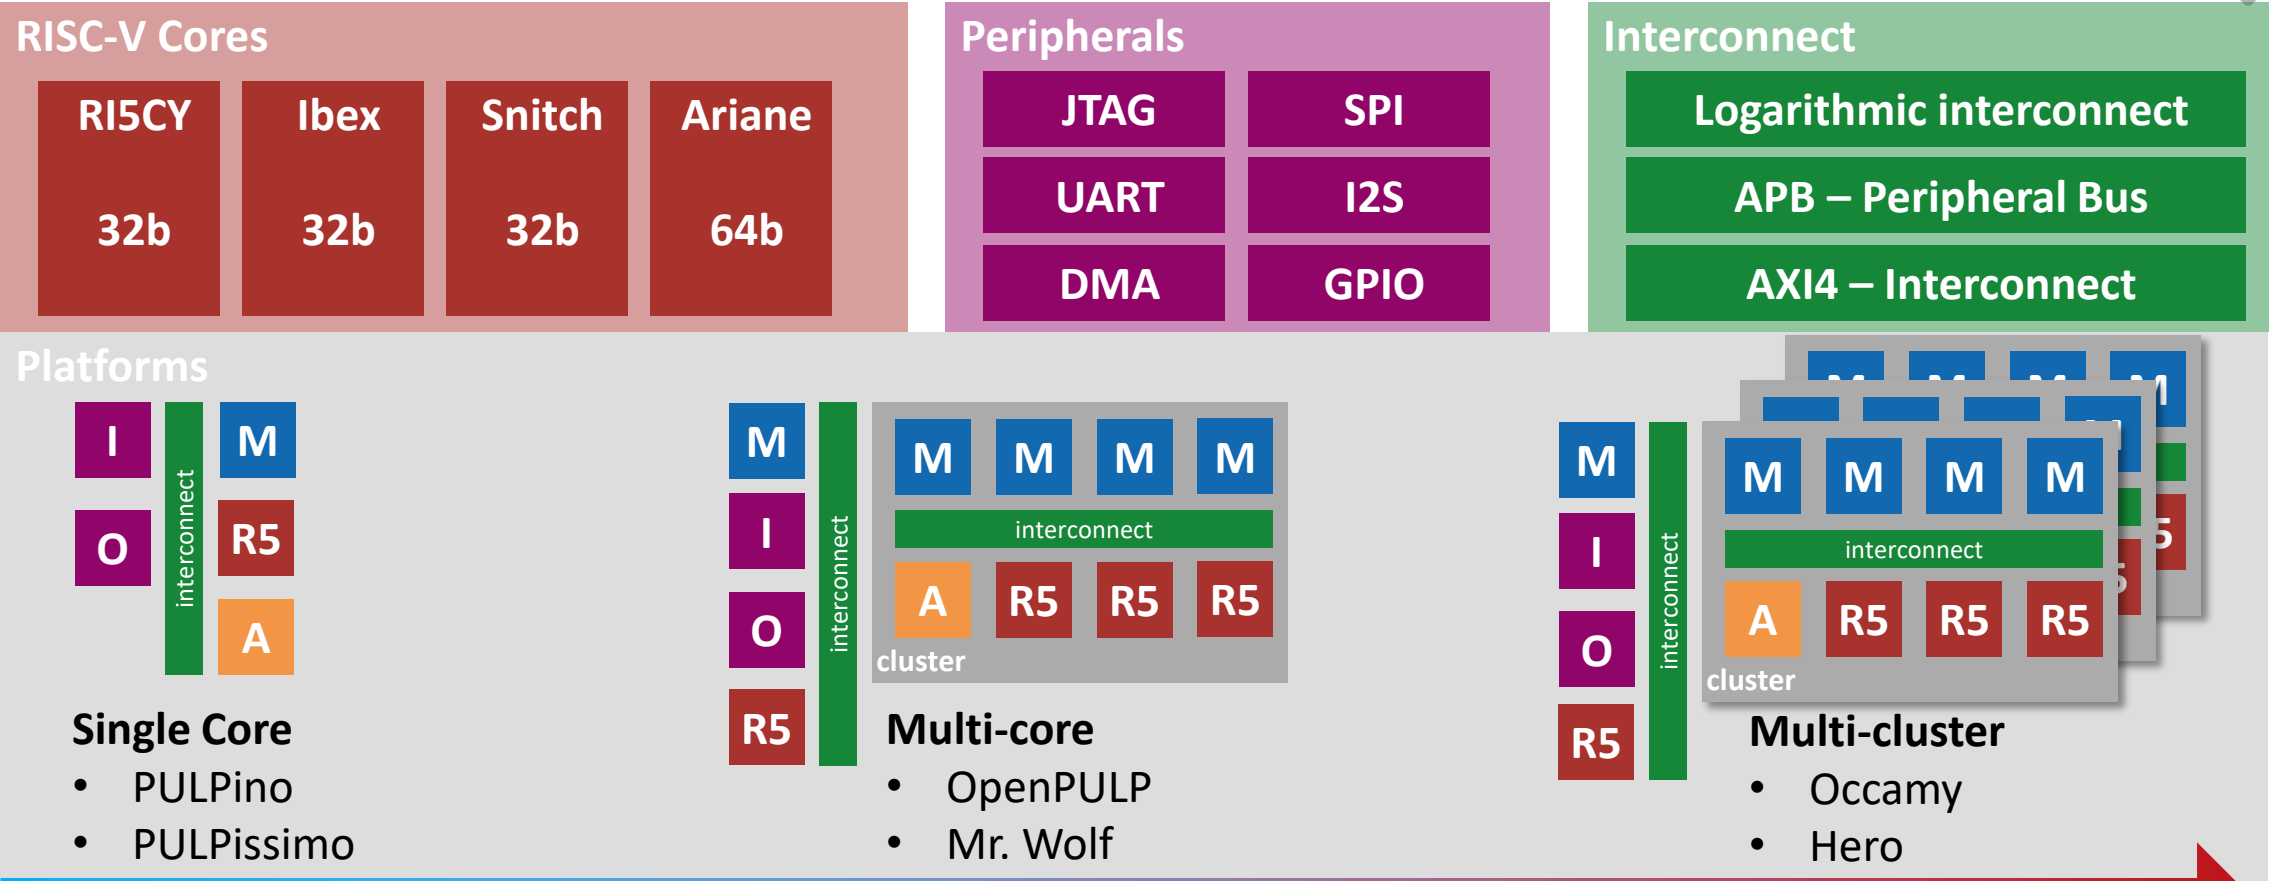 RISC-V Cores
RI5CY
32b
Ibex
32b
Snitch
32b
Ariane
64b
Peripherals
JTAG
SPI
UART
I2S
DMA
GPIO
Interconnect
Logarithmic interconnect
APB – Peripheral Bus
AXI4 – Interconnect
Platforms
I
O
interconnect
M
R5
A
Single Core
• PULPino
• PULPissimo
M
I
O
R5
interconnect
M M M M
interconnect
A R5 R5 R5
cluster
Multi-core
• OpenPULP
• Mr. Wolf
M
I
O
R5
interconnect
M M M M
M
M M M M
interconnect
A R5 R5 R5
cluster
5
5
Multi-cluster
• Occamy
• Hero